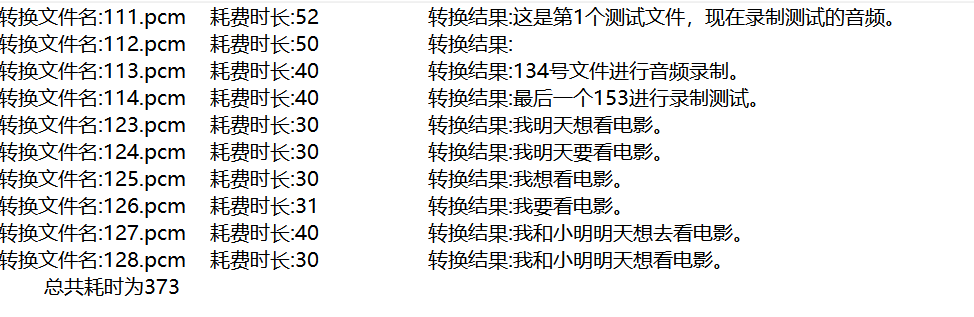 转换文件名:111.pcm 耗费时长:52 转换结果:这是第1个测试文件，现在录制测试的音频。
转换文件名:112.pcm 耗费时长:50 转换结果:
转换文件名:113.pcm 耗费时长:40 转换结果:134号文件进行音频录制。
转换文件名:114.pcm 耗费时长:40 转换结果:最后一个153进行录制测试。
转换文件名:123.pcm 耗费时长:30 转换结果:我明天想看电影。
转换文件名:124.pcm 耗费时长:30 转换结果:我明天要看电影。
转换文件名:125.pcm 耗费时长:30 转换结果:我想看电影。
转换文件名:126.pcm 耗费时长:31 转换结果:我要看电影。
转换文件名:127.pcm 耗费时长:40 转换结果:我和小明明天想去看电影。
转换文件名:128.pcm 耗费时长:30 转换结果:我和小明明天想看电影。
总共耗时为373